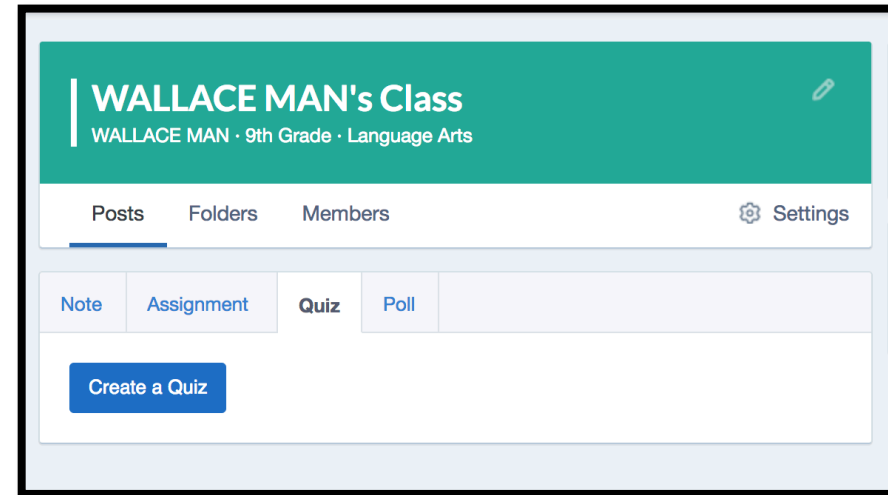 WALLACE MAN's Class
WALLACE MAN · 9th Grade · Language Arts
Posts Folders Members Settings
Note Assignment Quiz Poll
Create a Quiz